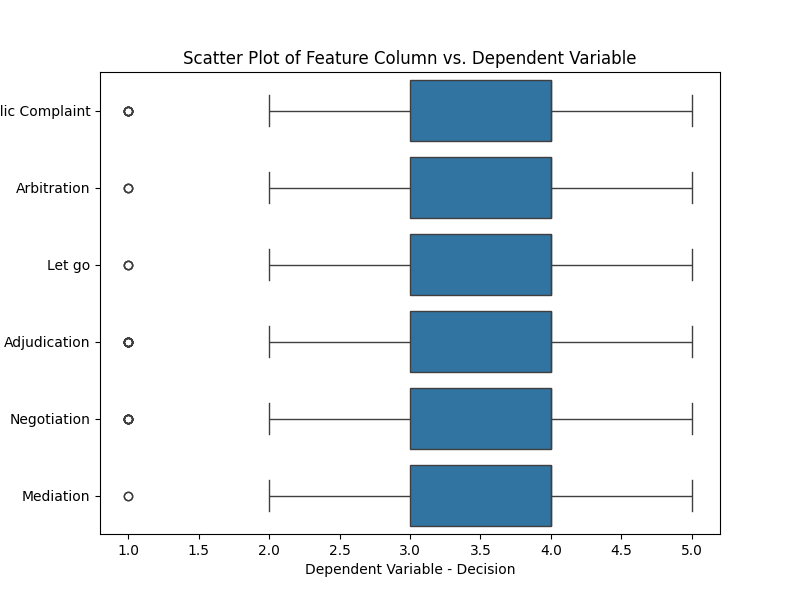 Scatter Plot of Feature Column vs. Dependent Variable
lic Complaint
Arbitration
Let go
Adjudication
Negotiation
Mediation
1.0 1.5 2.0 2.5 3.0 3.5 4.0 4.5 5.0
Dependent Variable - Decision